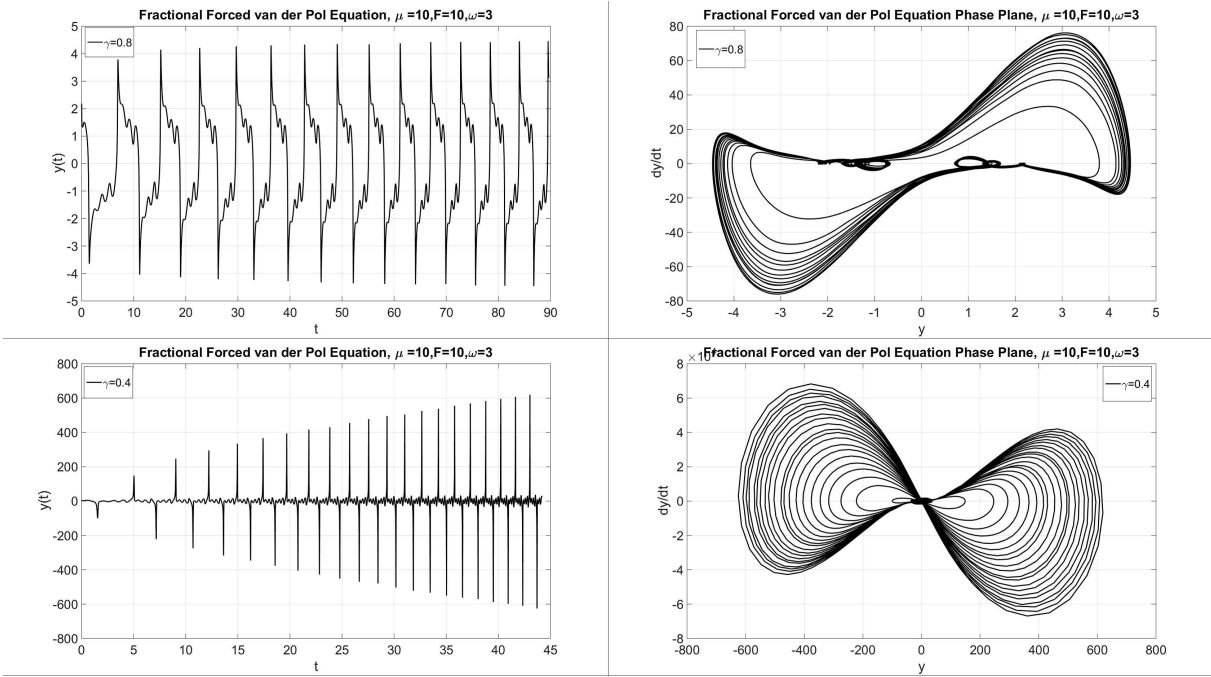 Fractional Forced van der Pol Equation, μ =10,F=10,ω=3
γ=0.8
y(t)
5
4
3
2
1
0
-1
-2
-3
-4
-5
0 10 20 30 40 50 60 70 80 90
t
Fractional Forced van der Pol Equation Phase Plane, μ =10,F=10,ω=3
γ=0.8
dy/dt
80
60
40
20
0
-20
-40
-60
-80
-5 -4 -3 -2 -1 0 1 2 3 4 5
y
Fractional Forced van der Pol Equation, μ =10,F=10,ω=3
γ=0.4
y(t)
800
600
400
200
0
-200
-400
-600
-800
0 5 10 15 20 25 30 35 40 45
t
Fractional Forced van der Pol Equation Phase Plane, μ =10,F=10,ω=3
×10
γ=0.4
dy/dt
8
6
4
2
0
-2
-4
-6
-8
-800 -600 -400 -200 0 200 400 600 800
y